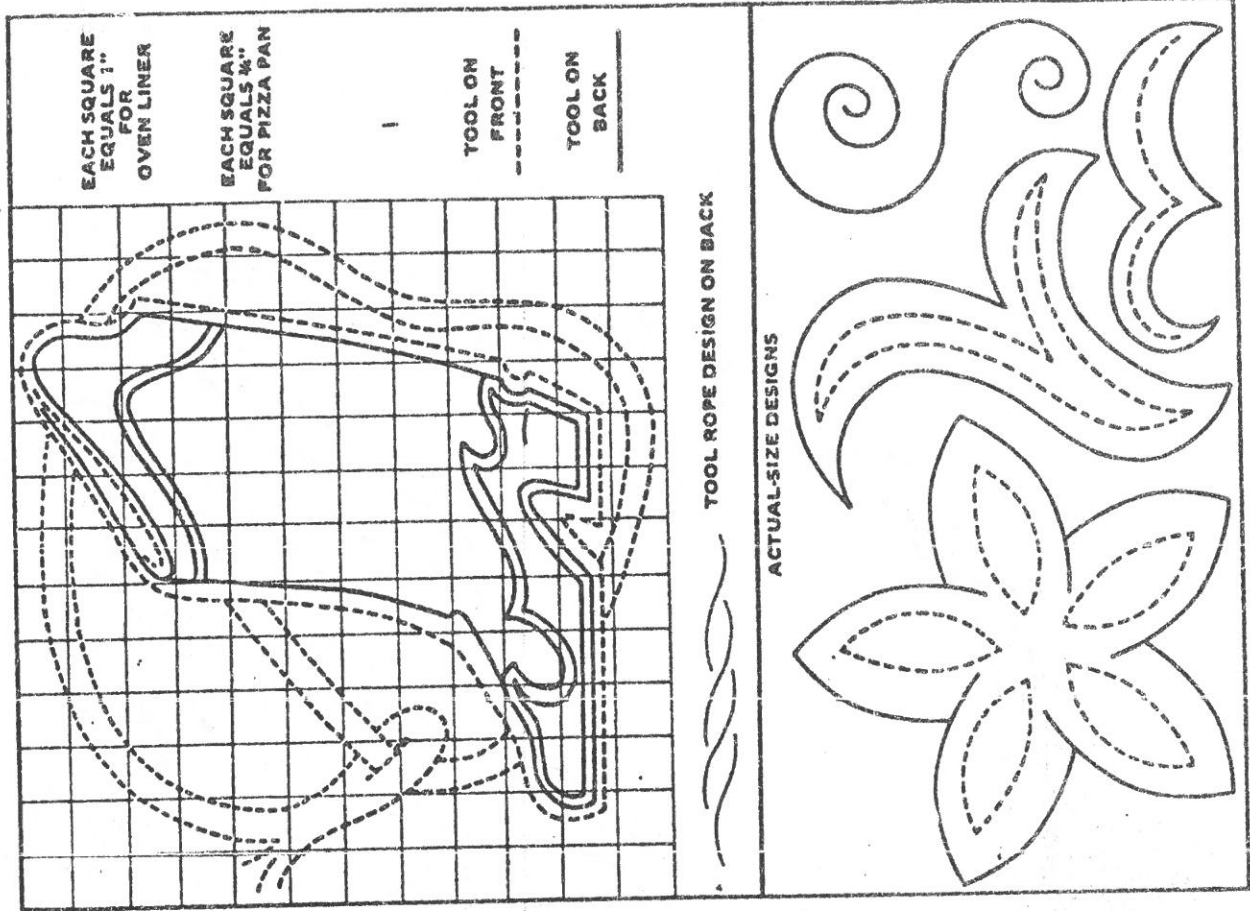 EACH SQUARE
EQUALS 1"
FOR
OVEN LINER
EACH SQUARE
EQUALS ¾"
FOR PIZZA PAN
TOOL ON
FRONT
TOOL ON
BACK
TOOL ROPE DESIGN ON BACK
ACTUAL-SIZE DESIGNS